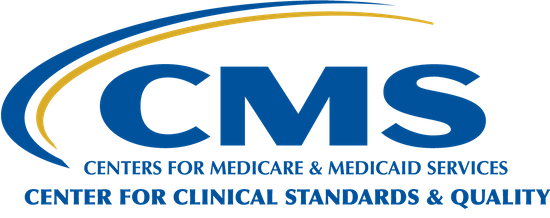 CMS
CENTERS FOR MEDICARE & MEDICAID SERVICES
CENTER FOR CLINICAL STANDARDS & QUALITY